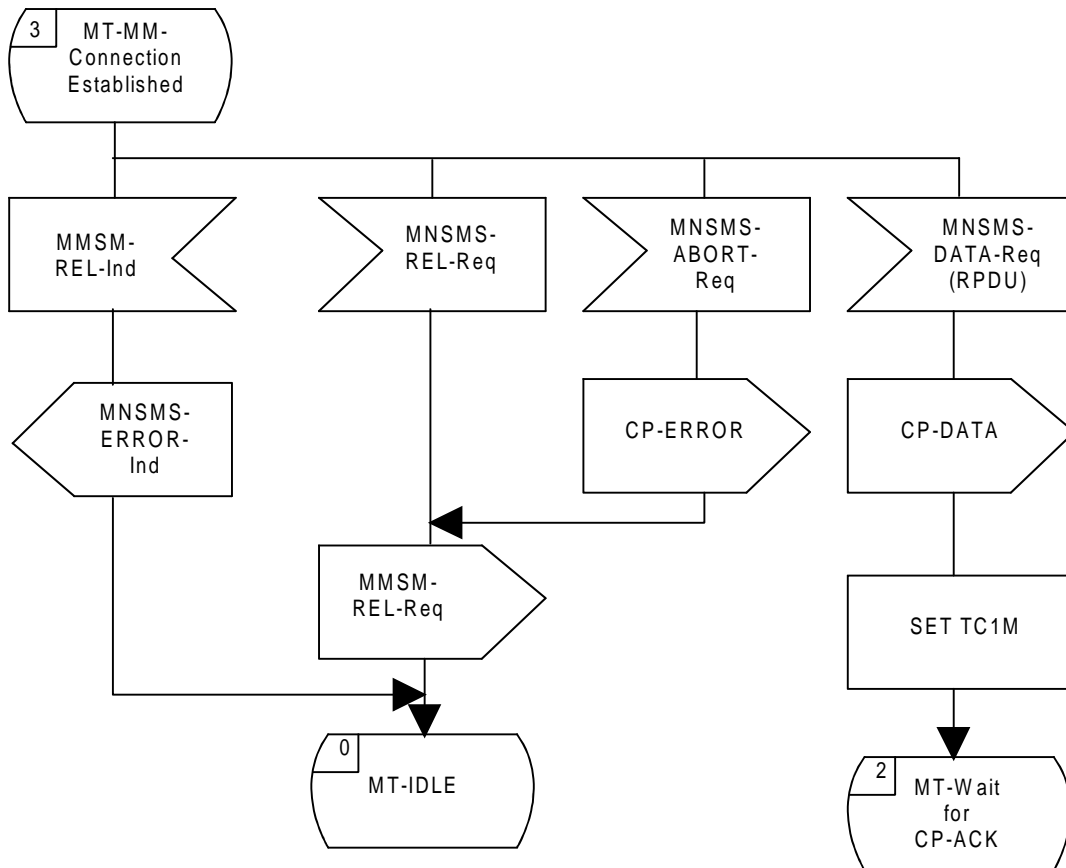 3
MT-MM-
Connection
Established
MMSM-
REL-Ind
MNSMS-
REL-Req
MNSMS-
ABORT-
Req
MNSMS-
DATA-Req
(RPDU)
MNSMS-
ERROR-
Ind
CP-ERROR
CP-DATA
MMSM-
REL-Req
SET TC1M
0
MT-IDLE
2
MT-Wait
for
CP-ACK